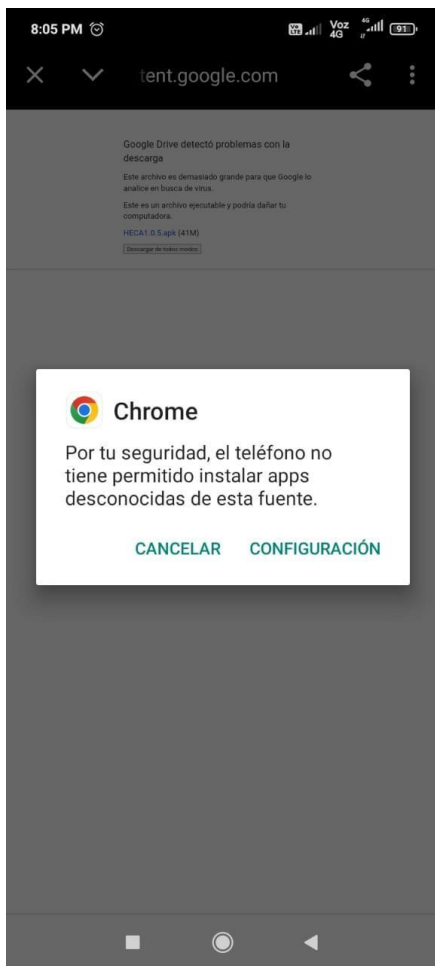 8:05 PM
Vo
LTE
Voz
4G
4G
91
tent.google.com
Google Drive detectó problemas con la
descarga
Este archivo es demasiado grande para que Google lo
analice en busca de virus.
Este es un archivo ejecutable y podría dañar tu
computadora.
HECA1.0.5.apk (41M)
Descargar de todos modos
Chrome
Por tu seguridad, el teléfono no
tiene permitido instalar apps
desconocidas de esta fuente.
CANCELAR CONFIGURACIÓN